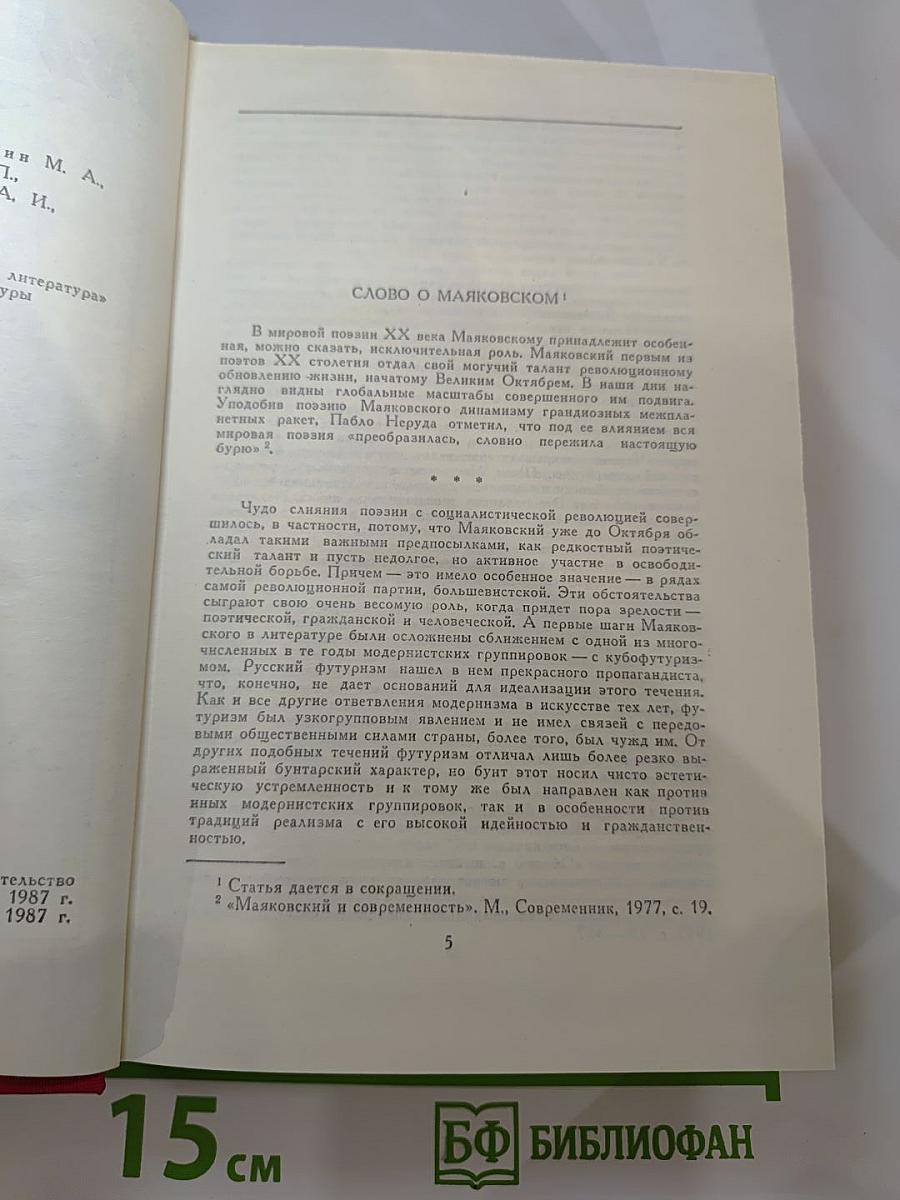 ин М. А.,
П.,
А. И.,
литература»
уры
тельство
1987 г.
1987 г.
СЛОВО О МАЯКОВСКОМ ¹
В мировой поэзии XX века Маяковскому принадлежит особен-
ная, можно сказать, исключительная роль. Маяковский первым из
поэтов XX столетия отдал свой могучий талант революционному
обновлению жизни, начатому Великим Октябрем. В наши дни на-
глядно видны глобальные масштабы совершенного им подвига.
Уподобив поэзию Маяковского динамизму грандиозных межпла-
нетных ракет, Пабло Неруда отметил, что под ее влиянием вся
мировая поэзия «преобразилась, словно пережила настоящую
бурю» ².
* * *
Чудо слияния поэзии с социалистической революцией совер-
шилось, в частности, потому, что Маяковский уже до Октября об-
ладал такими важными предпосылками, как редкостный поэтиче-
ский талант и пусть недолгое, но активное участие в освободи-
тельной борьбе. Причем — это имело особенное значение — в рядах
самой революционной партии, большевистской. Эти обстоятельства
сыграют свою очень весомую роль, когда придет пора зрелости —
поэтической, гражданской и человеческой. А первые шаги Маяков-
ского в литературе были осложнены сближением с одной из много-
численных в те годы модернистских группировок — с кубофутуриз-
мом. Русский футуризм нашел в нем прекрасного пропагандиста,
что, конечно, не дает оснований для идеализации этого течения.
Как и все другие ответвления модернизма в искусстве тех лет, фу-
туризм был узкогрупповым явлением и не имел связей с передо-
выми общественными силами страны, более того, был чужд им. От
других подобных течений футуризм отличал лишь более резко вы-
раженный бунтарский характер, но бунт этот носил чисто эстети-
ческую устремленность и к тому же был направлен как против
иных модернистских группировок, так и в особенности против
традиций реализма с его высокой идейностью и гражданствен-
ностью.
¹ Статья дается в сокращении.
² «Маяковский и современность». М., Современник, 1977, с. 19.
5
15 см
БФ БИБЛИОФАН